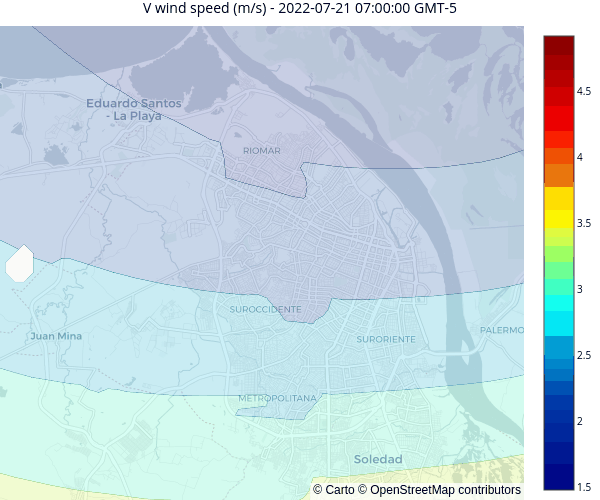 V wind speed (m/s) - 2022-07-21 07:00:00 GMT-5
Eduardo Santos
- La Playa
RIOMAR
SUROCCIDENTE
Juan Mina
SURORIENTE
PALERMO
METROPOLITANA
Soledad
© Carto © OpenStreetMap contributors
4.5
4
3.5
3
2.5
2
1.5